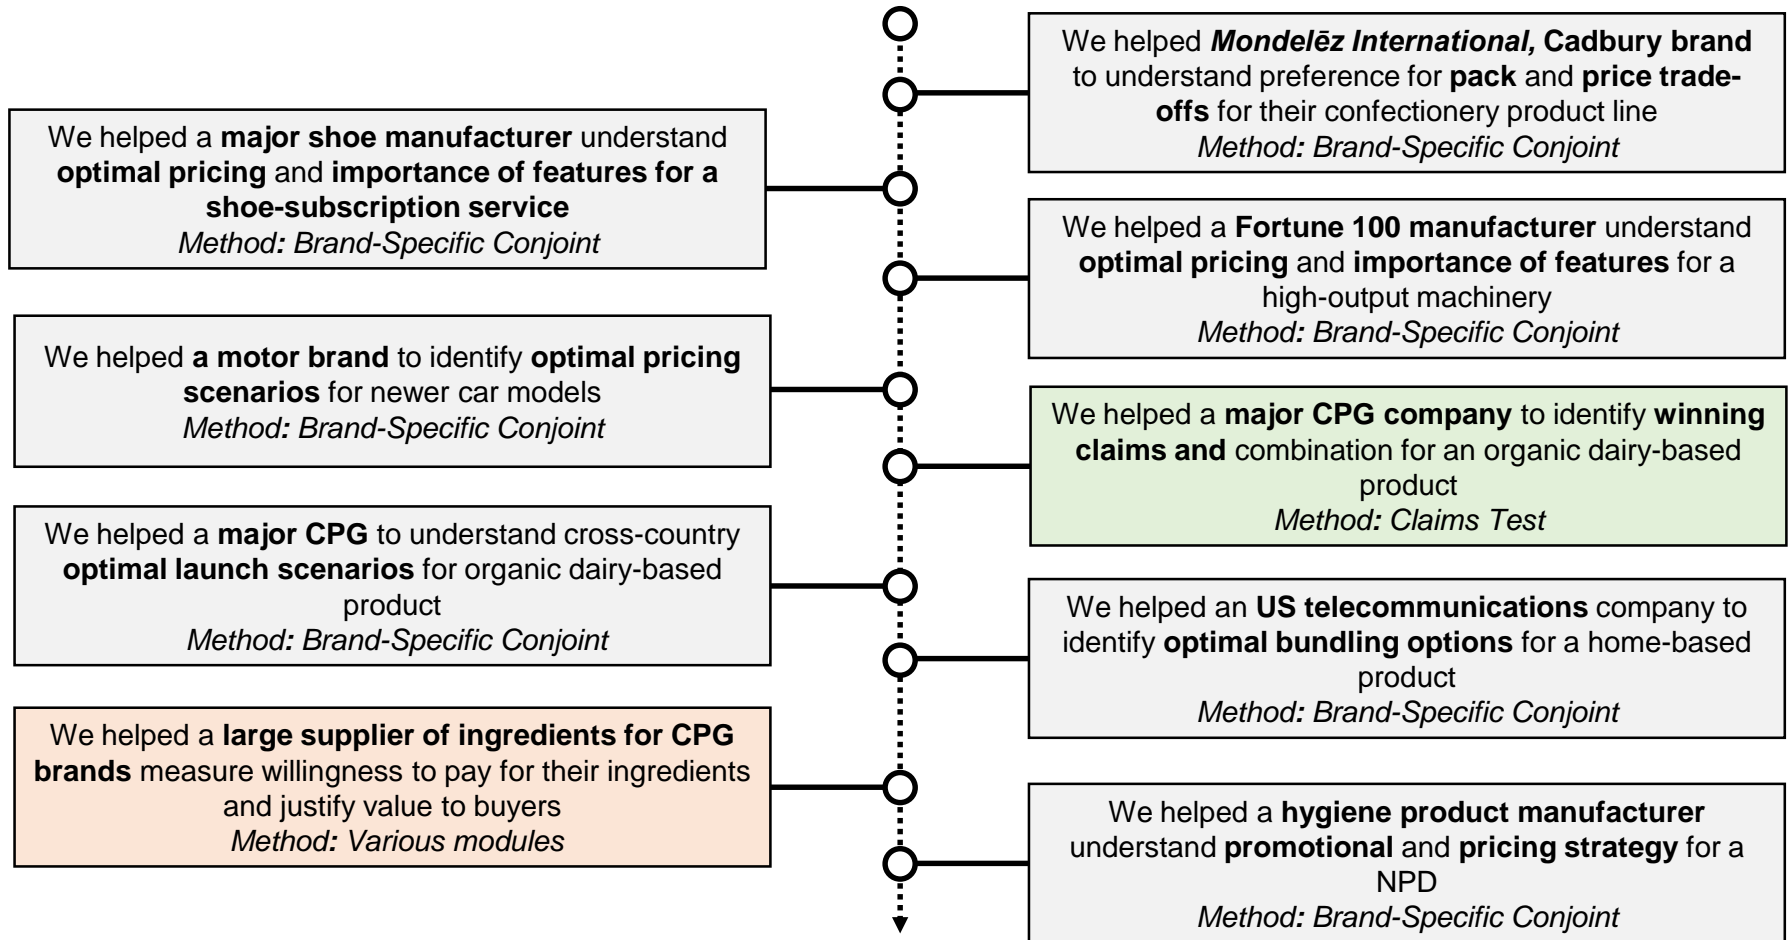 We helped Mondelēz International, Cadbury brand
to understand preference for pack and price trade-
offs for their confectionery product line
Method: Brand-Specific Conjoint
We helped a major shoe manufacturer understand
optimal pricing and importance of features for a
shoe-subscription service
Method: Brand-Specific Conjoint
We helped a Fortune 100 manufacturer understand
optimal pricing and importance of features for a
high-output machinery
Method: Brand-Specific Conjoint
We helped a motor brand to identify optimal pricing
scenarios for newer car models
Method: Brand-Specific Conjoint
We helped a major CPG company to identify winning
claims and combination for an organic dairy-based
product
Method: Claims Test
We helped a major CPG to understand cross-country
optimal launch scenarios for organic dairy-based
product
Method: Brand-Specific Conjoint
We helped an US telecommunications company to
identify optimal bundling options for a home-based
product
Method: Brand-Specific Conjoint
We helped a large supplier of ingredients for CPG
brands measure willingness to pay for their ingredients
and justify value to buyers
Method: Various modules
We helped a hygiene product manufacturer
understand promotional and pricing strategy for a
NPD
Method: Brand-Specific Conjoint